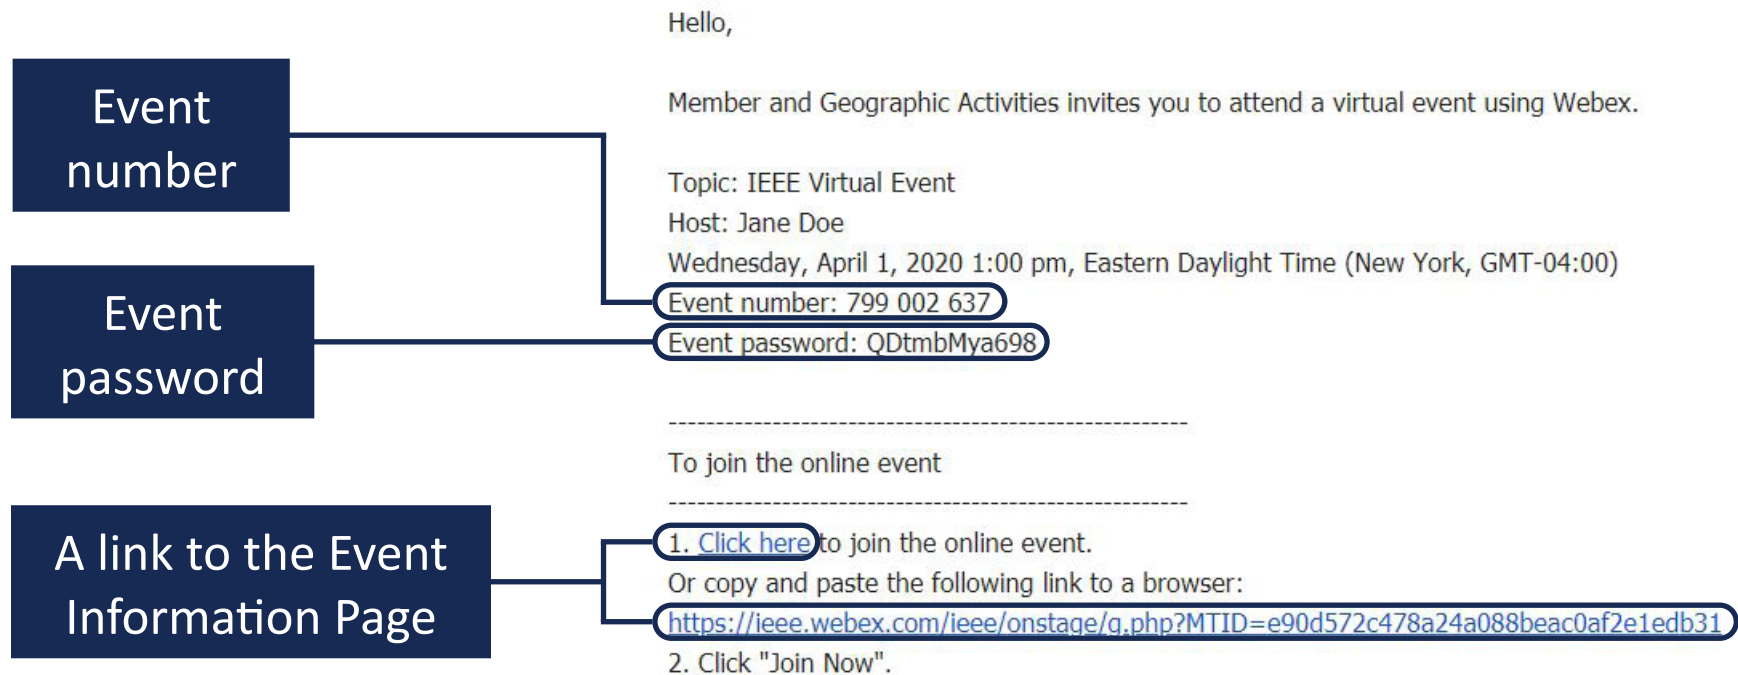 Hello,
Event
number
Member and Geographic Activities invites you to attend a virtual event using Webex.
Topic: IEEE Virtual Event
Host: Jane Doe
Wednesday, April 1, 2020 1:00 pm, Eastern Daylight Time (New York, GMT-04:00)
Event number: 799 002 637
Event
password
Event password: QDtmbMya698
-------------------------------------------------------
To join the online event
-------------------------------------------------------
A link to the Event
Information Page
1. Click here to join the online event.
Or copy and paste the following link to a browser:
https://ieee.webex.com/ieee/onstage/g.php?MTID=e90d572c478a24a088beac0af2e1edb31
2. Click "Join Now".